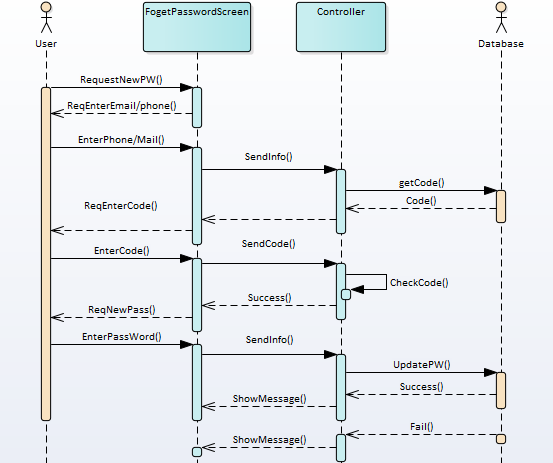 FogetPasswordScreen
Controller
User
Database
RequestNewPW()
ReqEnterEmail/phone()
EnterPhone/Mail()
SendInfo()
getCode()
Code()
ReqEnterCode()
SendCode()
EnterCode()
CheckCode()
Success()
ReqNewPass()
EnterPassWord()
SendInfo()
UpdatePW()
Success()
ShowMessage()
Fail()
ShowMessage()